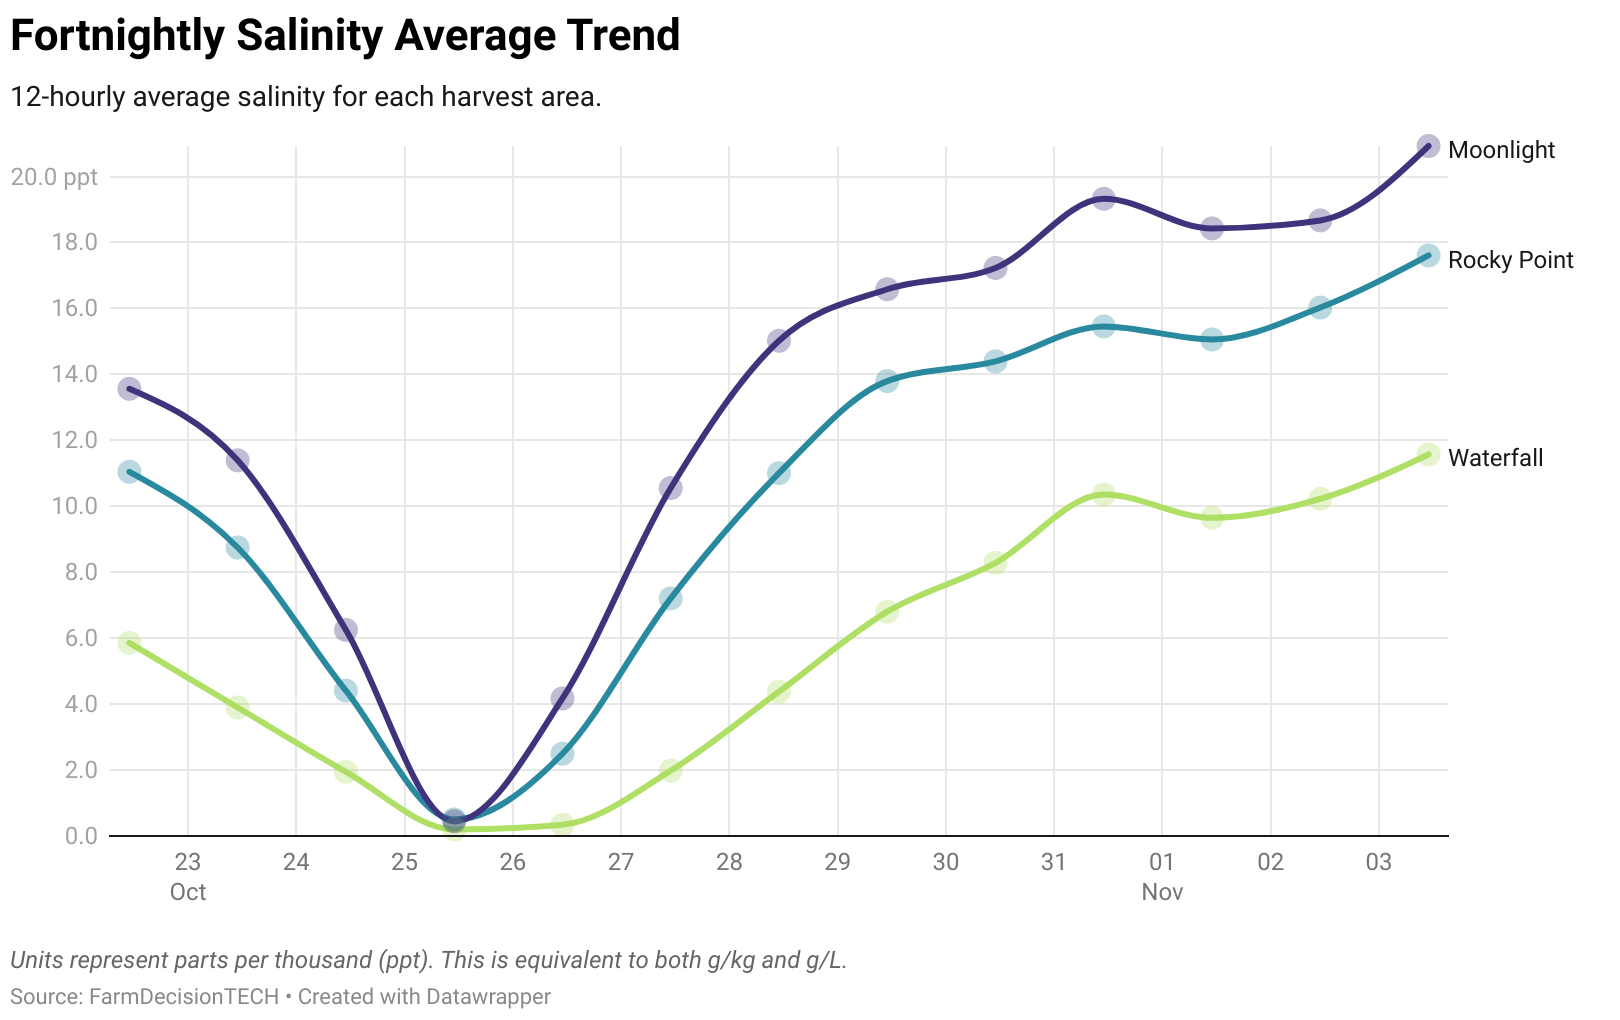 Fortnightly Salinity Average Trend
12-hourly average salinity for each harvest area.
Moonlight
20.0 ppt
18.0
Rocky Point
16.0
14.0
12.0
Waterfall
10.0
8.0
6.0
4.0
2.0
0.0
23 24 25 26 27 28 29 30 31 01 02 03
Oct Nov
Units represent parts per thousand (ppt). This is equivalent to both g/kg and g/L.
Source: FarmDecisionTECH • Created with Datawrapper